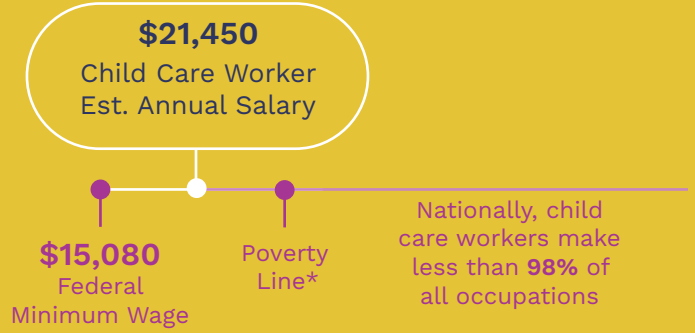 $21,450
Child Care Worker
Est. Annual Salary
$15,080
Federal
Minimum Wage
Poverty
Line*
Nationally, child
care workers make
less than 98% of
all occupations